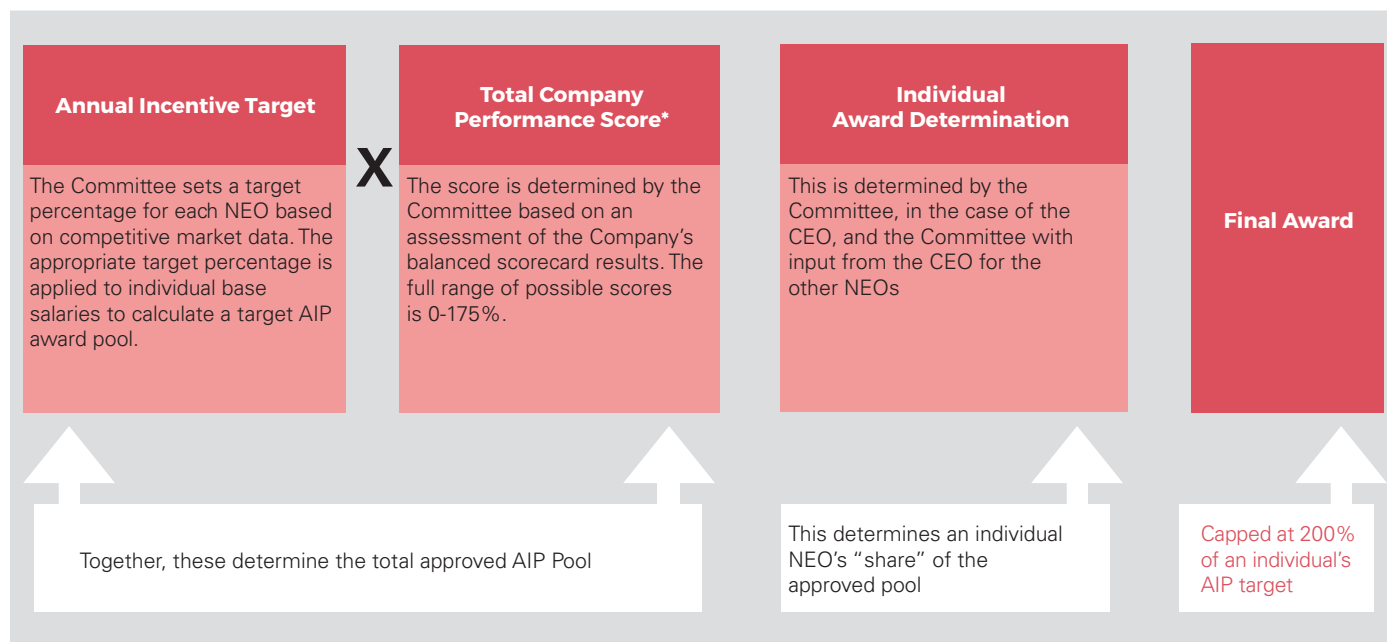 Annual Incentive Target
The Committee sets a target
percentage for each NEO based
on competitive market data. The
appropriate target percentage is
applied to individual base
salaries to calculate a target AIP
award pool.
X
Total Company
Performance Score*
The score is determined by the
Committee based on an
assessment of the Company’s
balanced scorecard results. The
full range of possible scores
is 0-175%.
Individual
Award Determination
This is determined by the
Committee, in the case of the
CEO, and the Committee with
input from the CEO for the
other NEOs
Final Award
Together, these determine the total approved AIP Pool
This determines an individual
NEO’s “share” of the
approved pool
Capped at 200%
of an individual’s
AIP target